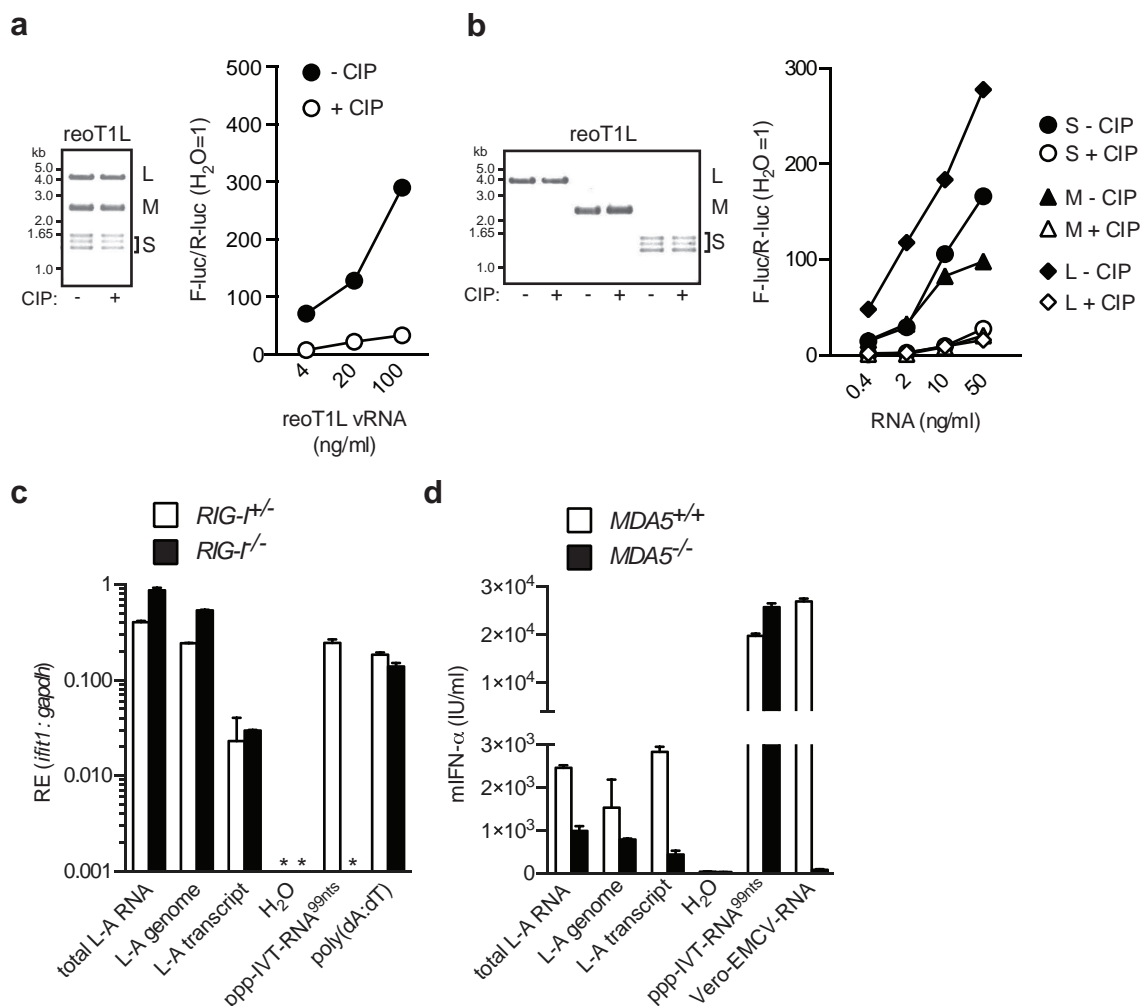 a
reoT1L
kb
5.0
4.0
3.0
2.0
1.65
1.0
L
M
S
CIP: - +
500
400
300
200
100
0
F-luc/R-luc (H2O=1)
- CIP
+ CIP
4 20 100
reoT1L vRNA
(ng/ml)
b
reoT1L
kb
5.0
4.0
3.0
2.0
1.65
1.0
L
M
S
CIP: - + - + - +
300
200
100
0
F-luc/R-luc (H2O=1)
0.4 2 10 50
RNA (ng/ml)
S - CIP
S + CIP
M - CIP
M + CIP
L - CIP
L + CIP
c
RIG-I+/-
RIG-I-/-
1
0.100
0.010
0.001
RE (ifit1 : gapdh)
* * *
total L-A RNA
L-A genome
L-A transcript
H2O
ppp-IVT-RNA99nts
poly(dA:dT)
d
MDA5+/+
MDA5-/-
3×10^4
2×10^4
1×10^4
3×10^3
2×10^3
1×10^3
0
mIFN-α (IU/ml)
total L-A RNA
L-A genome
L-A transcript
H2O
ppp-IVT-RNA99nts
Vero-EMCV-RNA